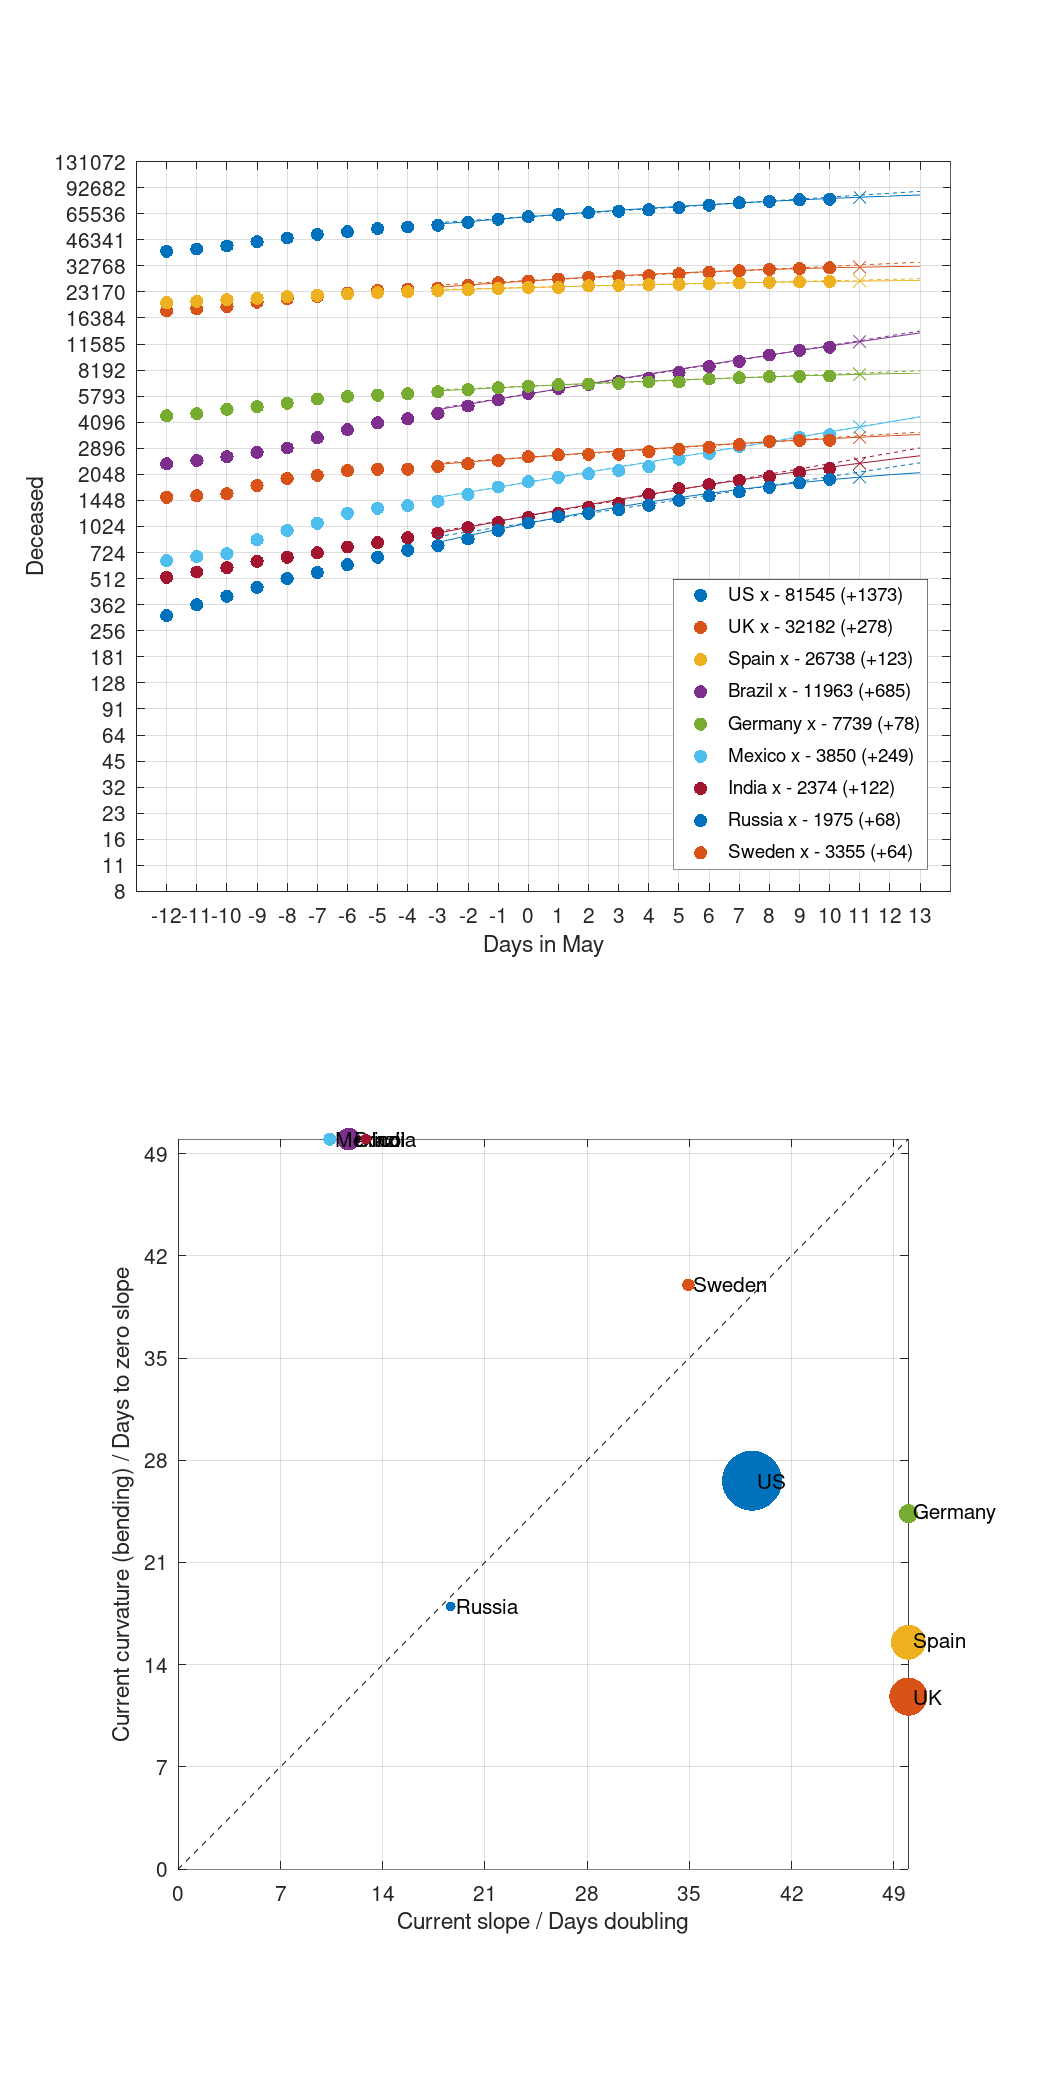 131072
92682
65536
46341
32768
23170
16384
11585
8192
5793
4096
2896
2048
1448
1024
724
512
362
256
181
128
91
64
45
32
23
16
11
8
Deceased
US x - 81545 (+1373)
UK x - 32182 (+278)
Spain x - 26738 (+123)
Brazil x - 11963 (+685)
Germany x - 7739 (+78)
Mexico x - 3850 (+249)
India x - 2374 (+122)
Russia x - 1975 (+68)
Sweden x - 3355 (+64)
-12 -11 -10 -9 -8 -7 -6 -5 -4 -3 -2 -1 0 1 2 3 4 5 6 7 8 9 10 11 12 13
Days in May
Mexico Brazil India
49
42
35
28
21
14
7
0
Current curvature (bending) / Days to zero slope
Sweden
US
Germany
Russia
Spain
UK
0 7 14 21 28 35 42 49
Current slope / Days doubling